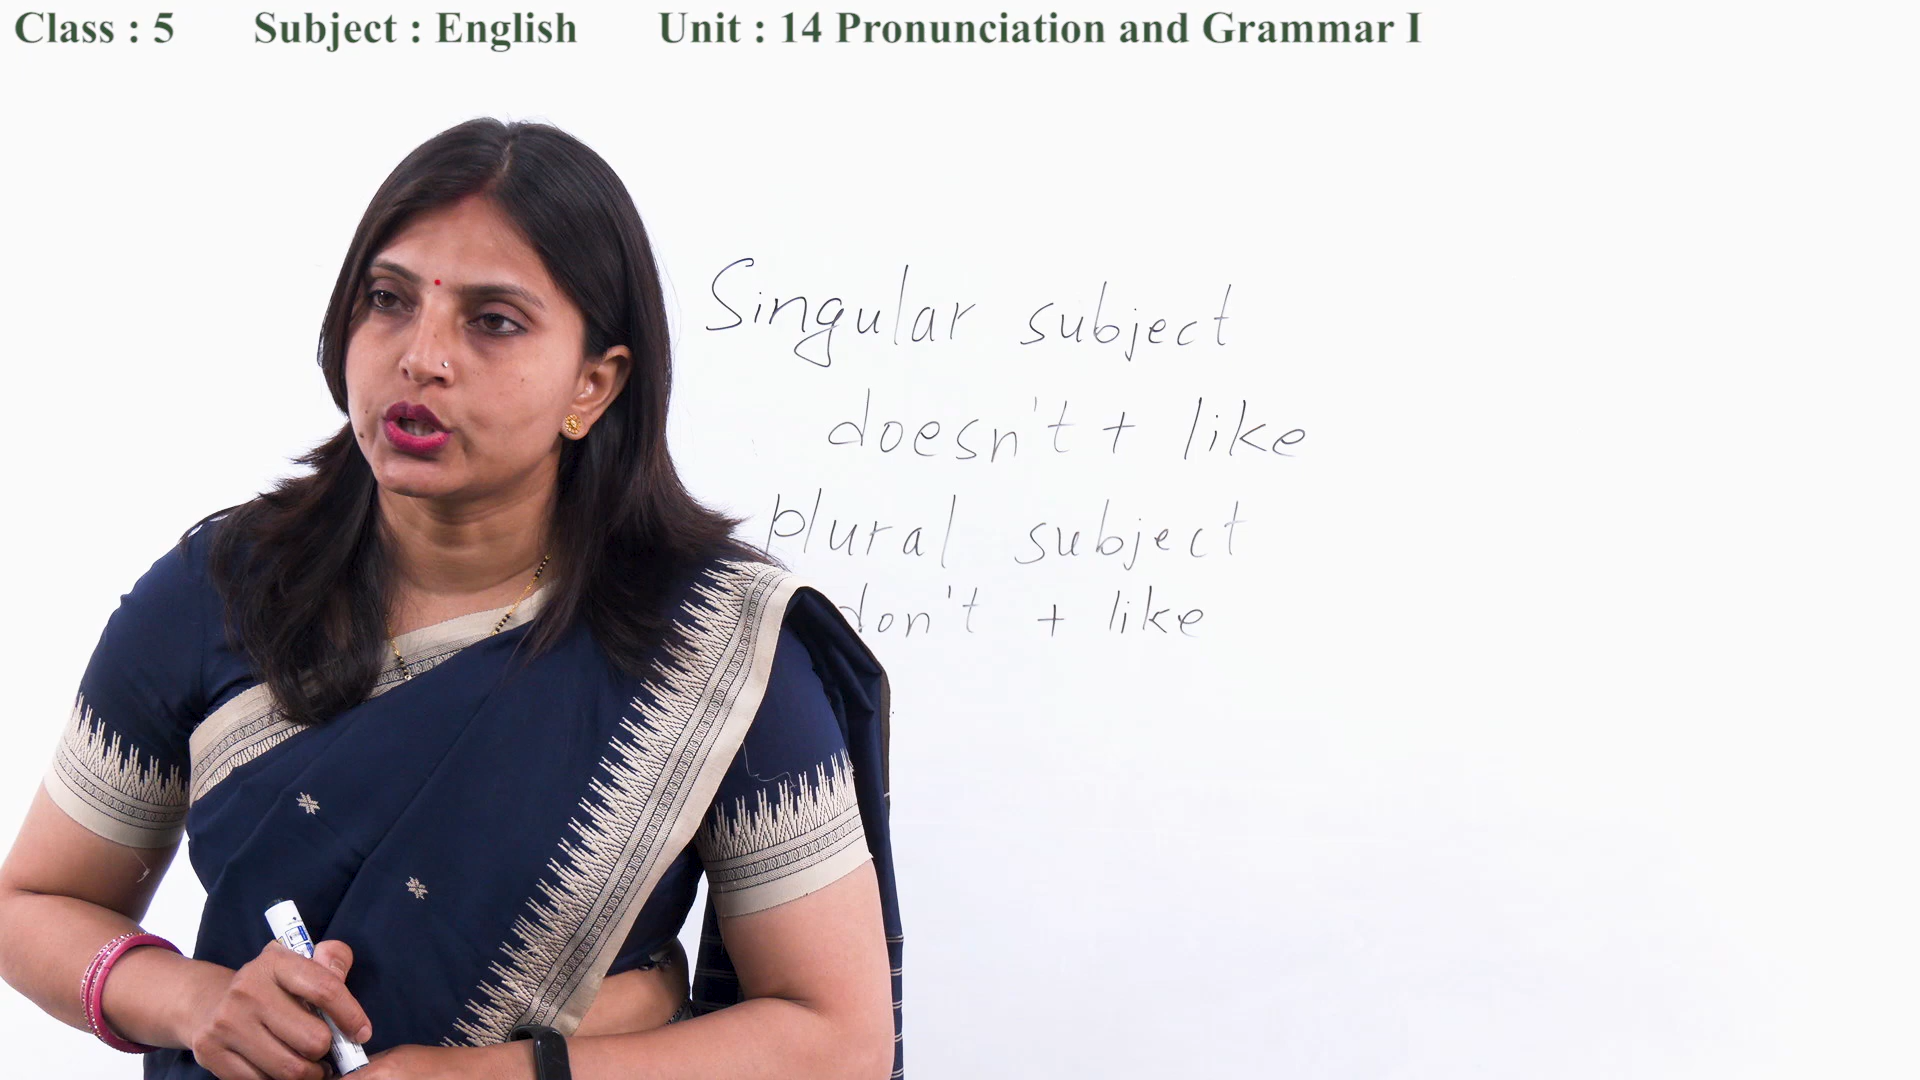 Class : 5 Subject : English Unit : 14 Pronunciation and Grammar I
Singular subject
doesn't + like
plural subject
don't + like